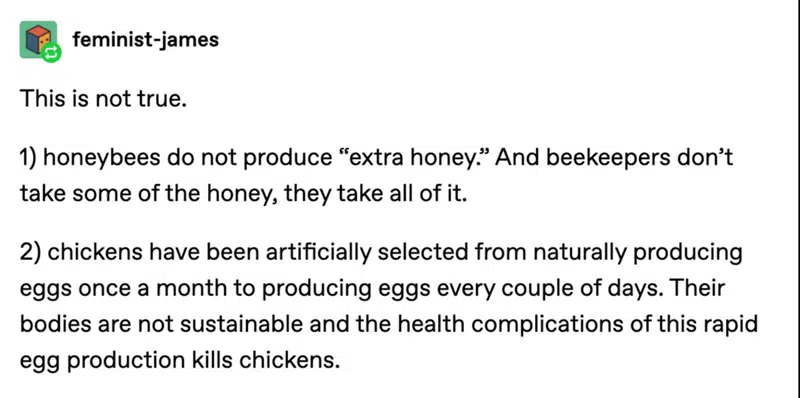 feminist-james
This is not true.
1) honeybees do not produce “extra honey.” And beekeepers don’t
take some of the honey, they take all of it.
2) chickens have been artificially selected from naturally producing
eggs once a month to producing eggs every couple of days. Their
bodies are not sustainable and the health complications of this rapid
egg production kills chickens.